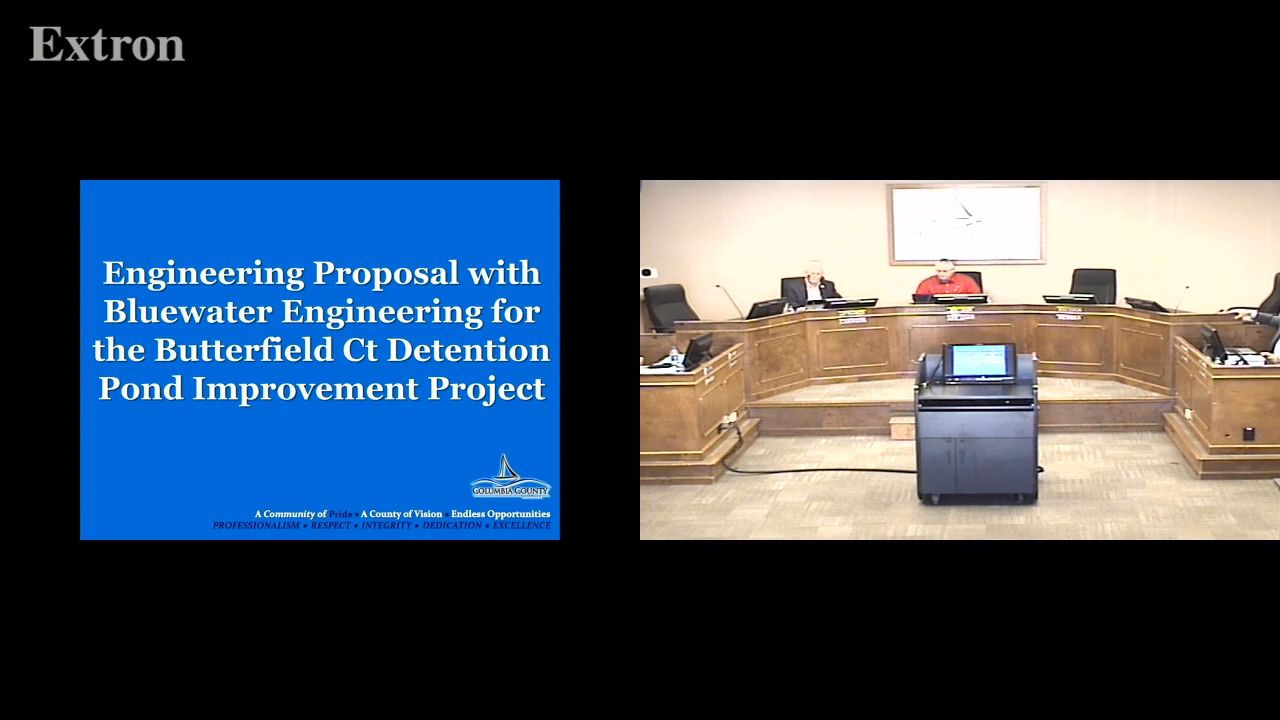 Extron
Engineering Proposal with
Bluewater Engineering for
the Butterfield Ct Detention
Pond Improvement Project
COLUMBIA COUNTY
A Community of Pride • A County of Vision • Endless Opportunities
PROFESSIONALISM • RESPECT • INTEGRITY • DEDICATION • EXCELLENCE